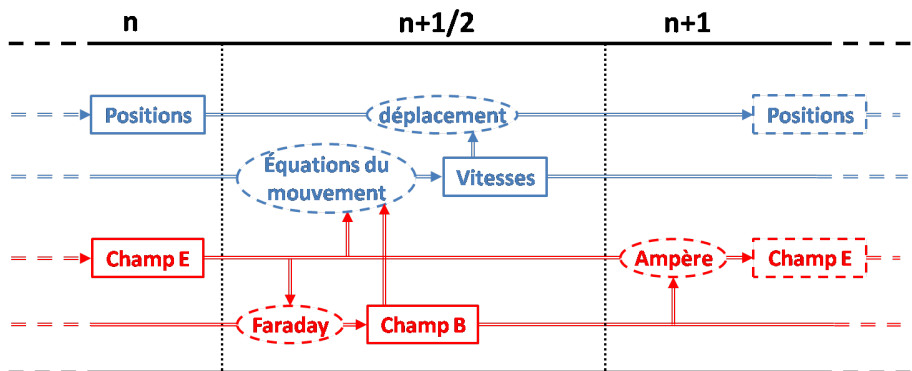 n
n+1/2
n+1
Positions
déplacement
Positions
Équations du
mouvement
Vitesses
Champ E
Ampère
Champ E
Faraday
Champ B